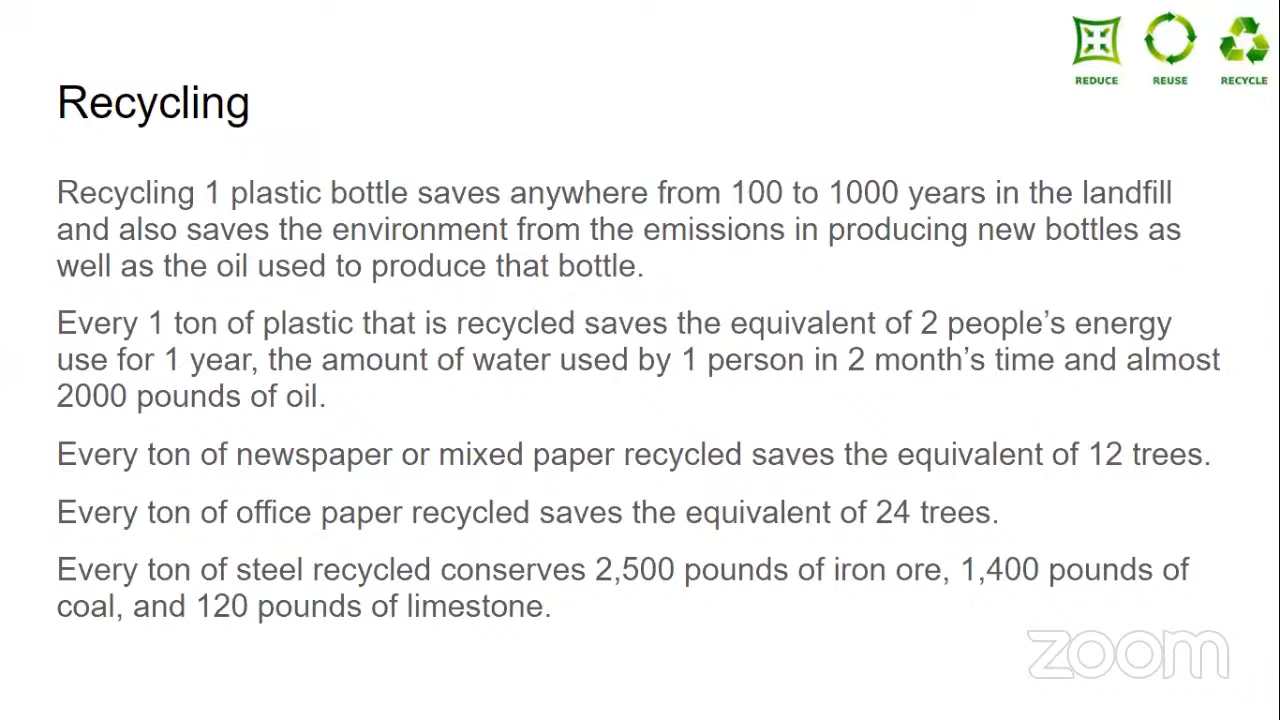 REDUCE REUSE RECYCLE
Recycling
Recycling 1 plastic bottle saves anywhere from 100 to 1000 years in the landfill
and also saves the environment from the emissions in producing new bottles as
well as the oil used to produce that bottle.
Every 1 ton of plastic that is recycled saves the equivalent of 2 people’s energy
use for 1 year, the amount of water used by 1 person in 2 month’s time and almost
2000 pounds of oil.
Every ton of newspaper or mixed paper recycled saves the equivalent of 12 trees.
Every ton of office paper recycled saves the equivalent of 24 trees.
Every ton of steel recycled conserves 2,500 pounds of iron ore, 1,400 pounds of
coal, and 120 pounds of limestone.
zoom